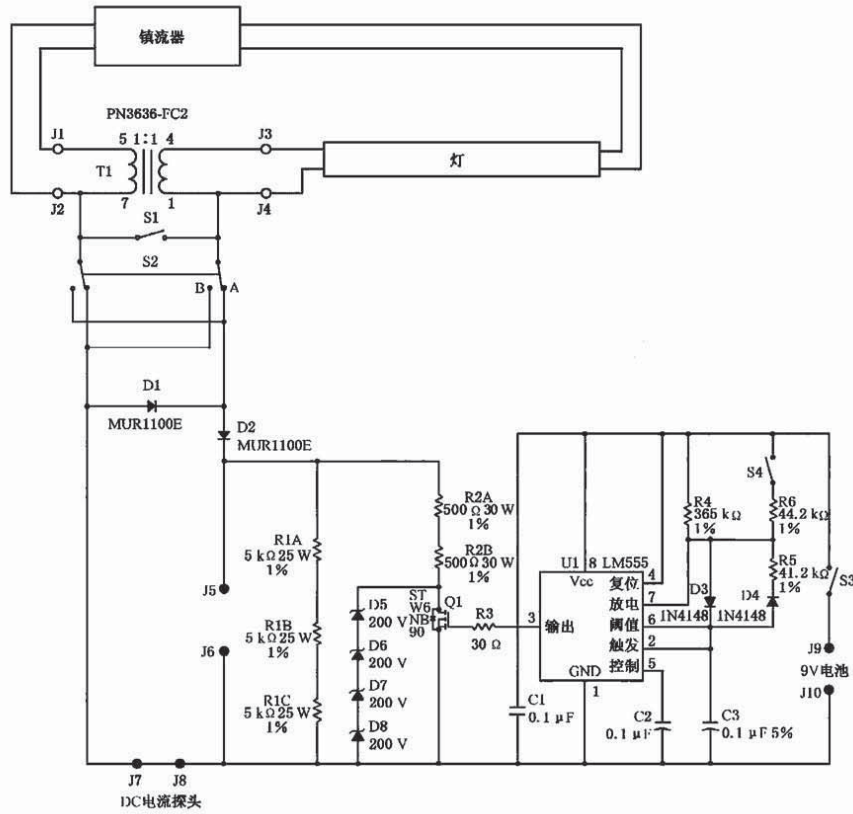 镇流器
PN3636-FC2
J1
5 1:1 4
J3
T1
灯
J2
7
1
J4
S1
S2
B
A
D1
MUR1100E
D2
MUR1100E
S4
R2A
500 Ω 30 W
1%
R4
365 kΩ
1%
R6
44.2 kΩ
1%
R1A
5 kΩ 25 W
1%
R2B
500 Ω 30 W
1%
U1 8 LM555
Vcc
复位
4
R5
41.2 kΩ
1%
S3
J5
D5
200 V
ST
W6
NB
90
Q1
R3
30 Ω
3
输出
放电
7
D3
1N4148
D4
1N4148
阈值
6
R1B
5 kΩ 25 W
1%
J6
D6
200 V
触发
2
J9
9V电池
J10
控制
5
GND
1
D7
200 V
R1C
5 kΩ 25 W
1%
D8
200 V
C1
0.1 μF
C2
0.1 μF
C3
0.1 μF 5%
J7
J8
DC电流探头